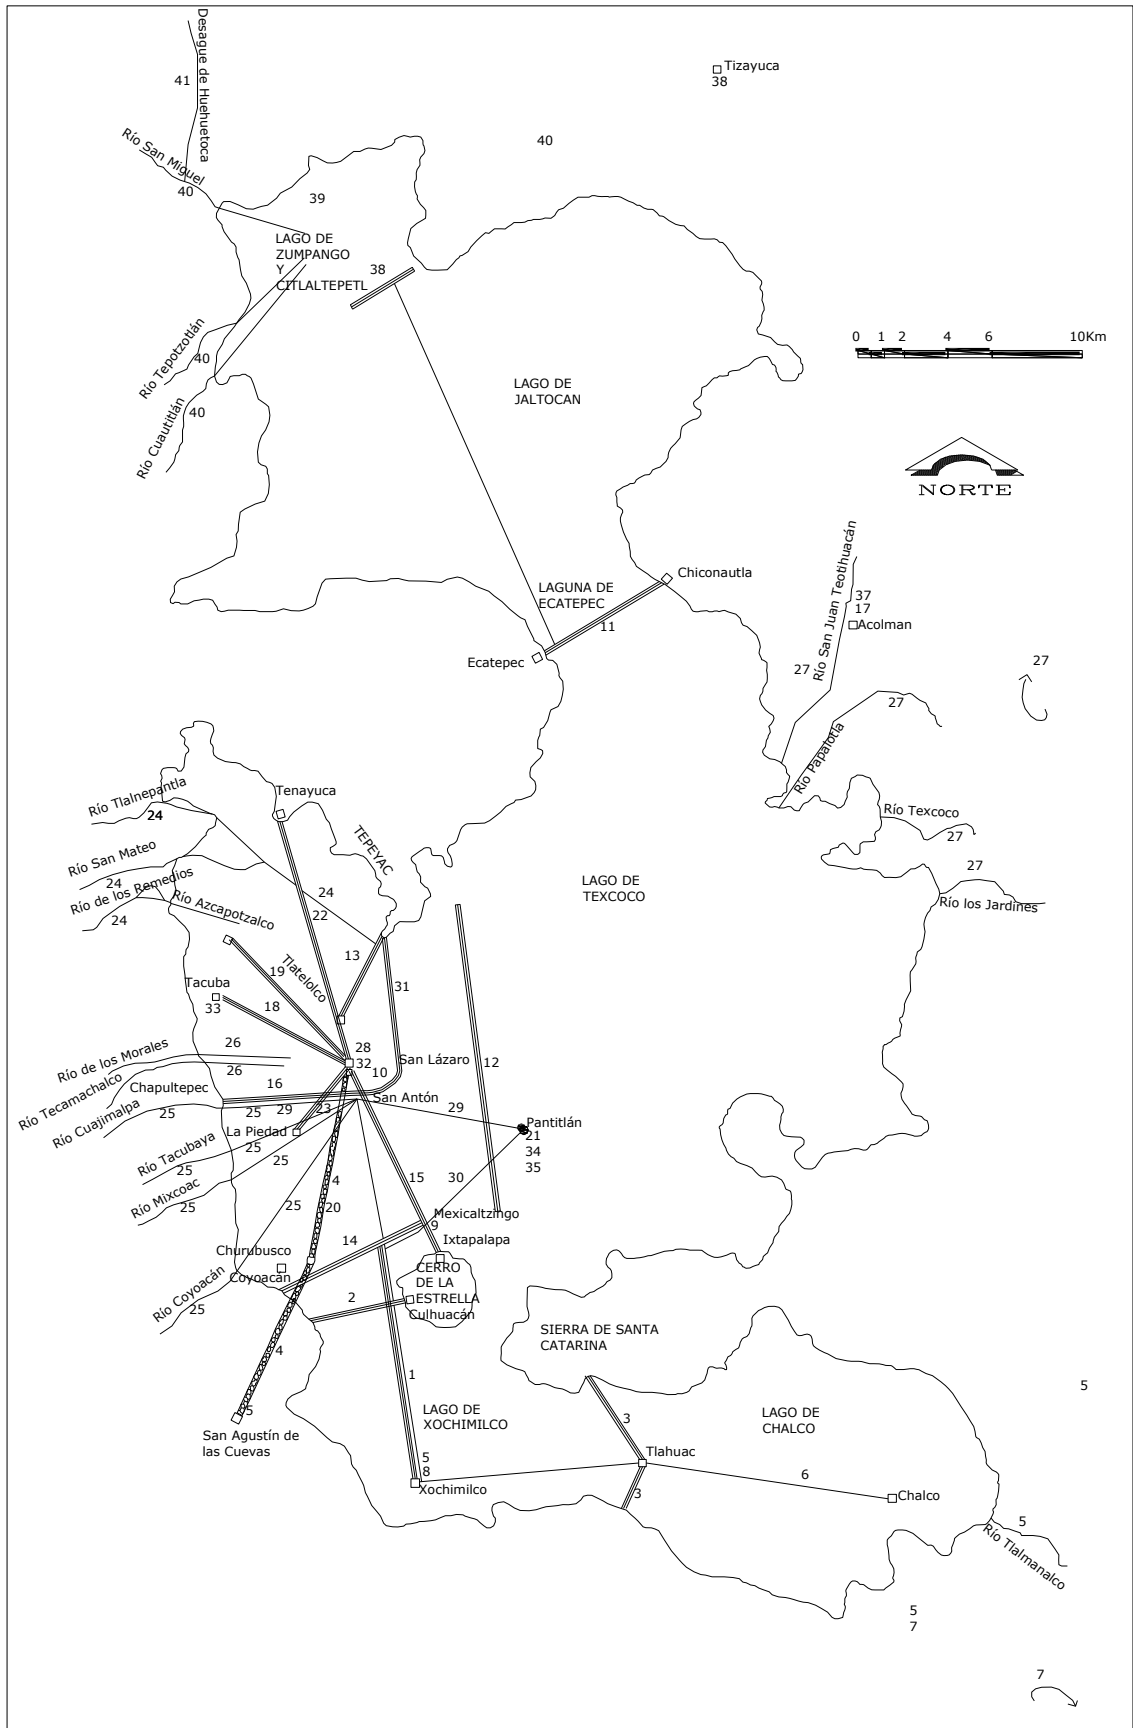 Desague de Huehuetoca
41
Tizayuca
38
Río San Miguel
40
40
39
LAGO DE
ZUMPANGO
Y
CITLALTEPETL
38
Río Tepotzotlán
40
0 1 2 4 6 10Km
LAGO DE
JALTOCAN
Río Cuautitlán
40
NORTE
Chiconautla
LAGUNA DE
ECATEPEC
11
Ecatepec
Río San Juan Teotihuacán
37
17
Acolman
27
27
Río Papalotla
27
Río Texcoco
27
27
Río los Jardines
Río Tlalnepantla
24
Tenayuca
TEPEYAC
Río San Mateo
24
Río de los Remedios
24
Río Azcapotzalco
24
22
LAGO DE
TEXCOCO
13
19
Tlatelolco
31
Tacuba
33
18
28
32
10
San Lázaro
12
Río de los Morales
26
Río Tecamachalco
26
Chapultepec
16
San Antón
Río Cuajimalpa
25
25
29
23
29
Pantitlán
21
34
35
La Piedad
Río Tacubaya
25
25
Río Mixcoac
25
25
4
20
15
30
25
Mexicaltzingo
9
14
Ixtapalapa
Churubusco
Coyoacán
Río Coyoacán
25
CERRO
DE LA
ESTRELLA
Culhuacán
2
4
SIERRA DE SANTA
CATARINA
1
5
LAGO DE
XOCHIMILCO
LAGO DE
CHALCO
5
San Agustín de
las Cuevas
3
Tlahuac
5
8
Xochimilco
6
3
Chalco
5
Río Tlalmanalco
5
7
7